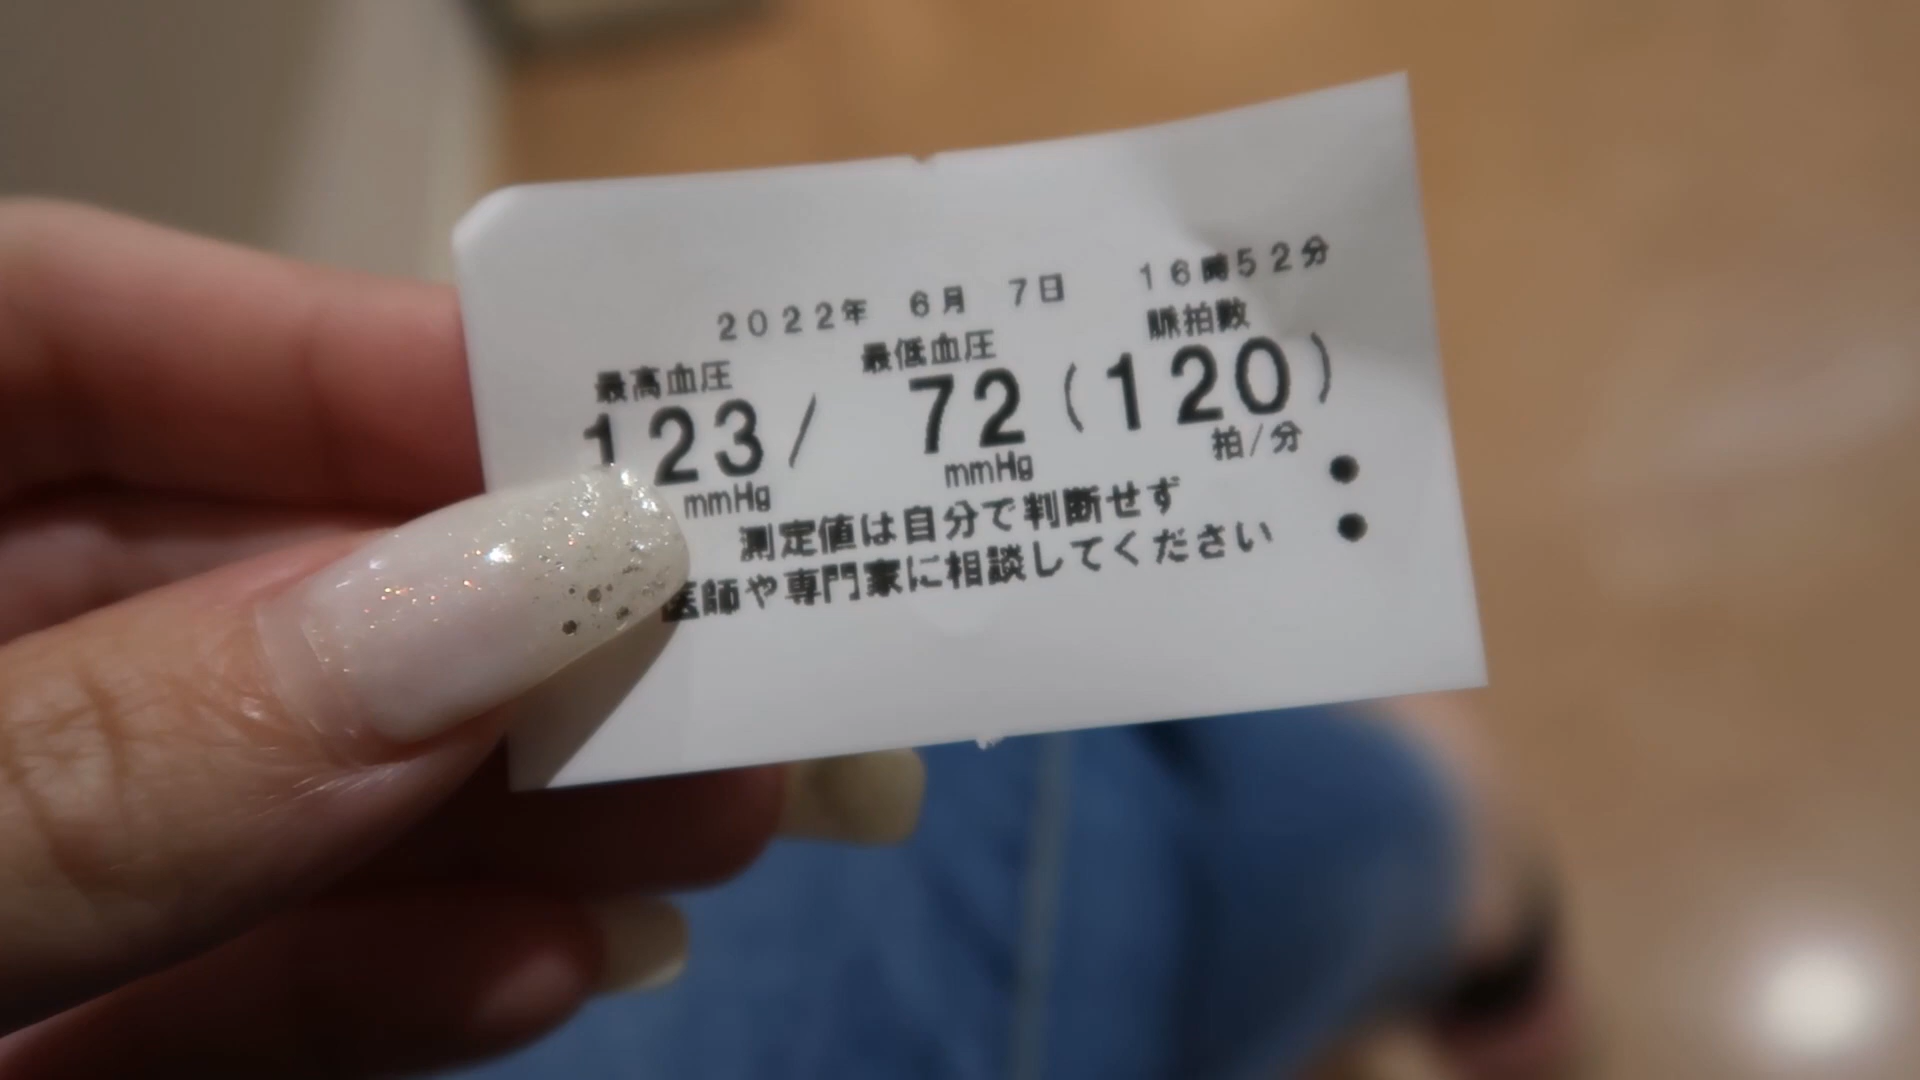 2022年 6月 7日 16時52分
最高血圧 最低血圧 脈拍数
123/ 72(120)
mmHg mmHg 拍/分
測定値は自分で判断せず
医師や専門家に相談してください